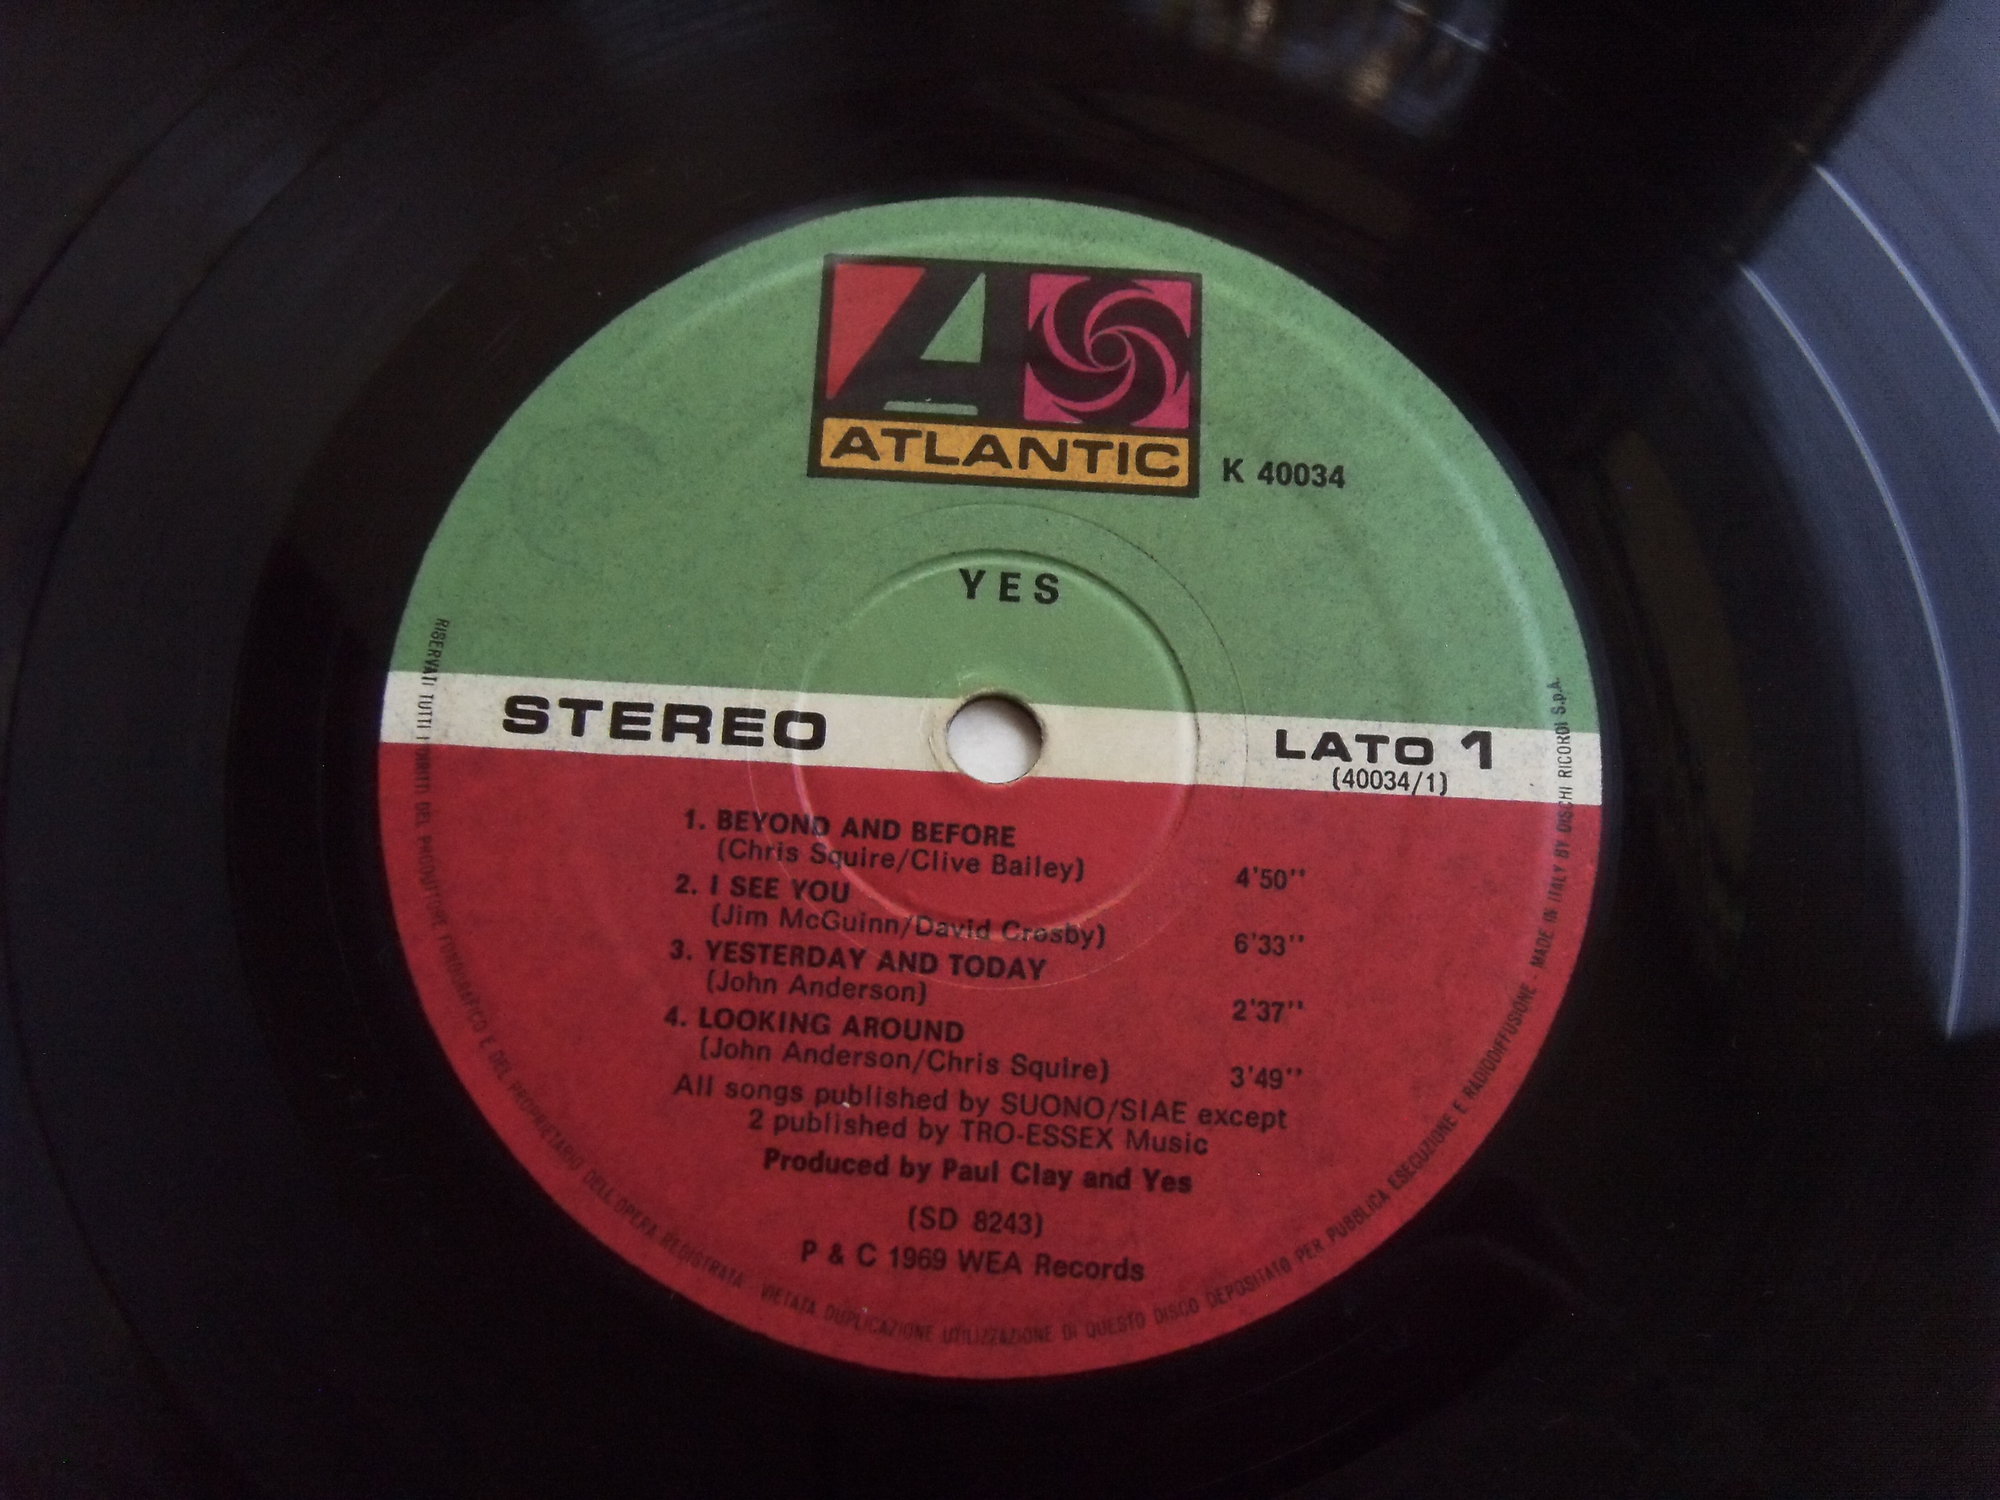 ATLANTIC
K 40034
YES
STEREO
LATO 1
(40034/1)
1. BEYOND AND BEFORE
(Chris Squire/Clive Bailey) 4'50''
2. I SEE YOU
(Jim McGuinn/David Crosby) 6'33''
3. YESTERDAY AND TODAY
(John Anderson) 2'37''
4. LOOKING AROUND
(John Anderson/Chris Squire) 3'49''
All songs published by SUONO/SIAE except
2 published by TRO-ESSEX Music
Produced by Paul Clay and Yes
(SD 8243)
P & C 1969 WEA Records
RISERVATI TUTTI I DIRITTI DEL PRODUTTORE FONOGRAFICO E DEL PROPRIETARIO DELL'OPERA REGISTRATA - VIETATA DUPLICAZIONE UTILIZZAZIONE DI QUESTO DISCO DEPOSITATO PER PUBBLICA ESECUZIONE E RADIODIFFUSIONE - MADE IN ITALY BY DISCHI RICORDI S.p.A.